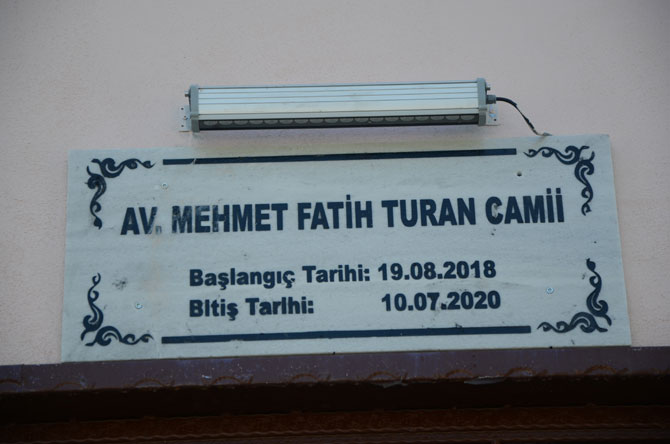 AV. MEHMET FATİH TURAN CAMİİ
Başlangıç Tarihi: 19.08.2018
BItiş TarIhi: 10.07.2020